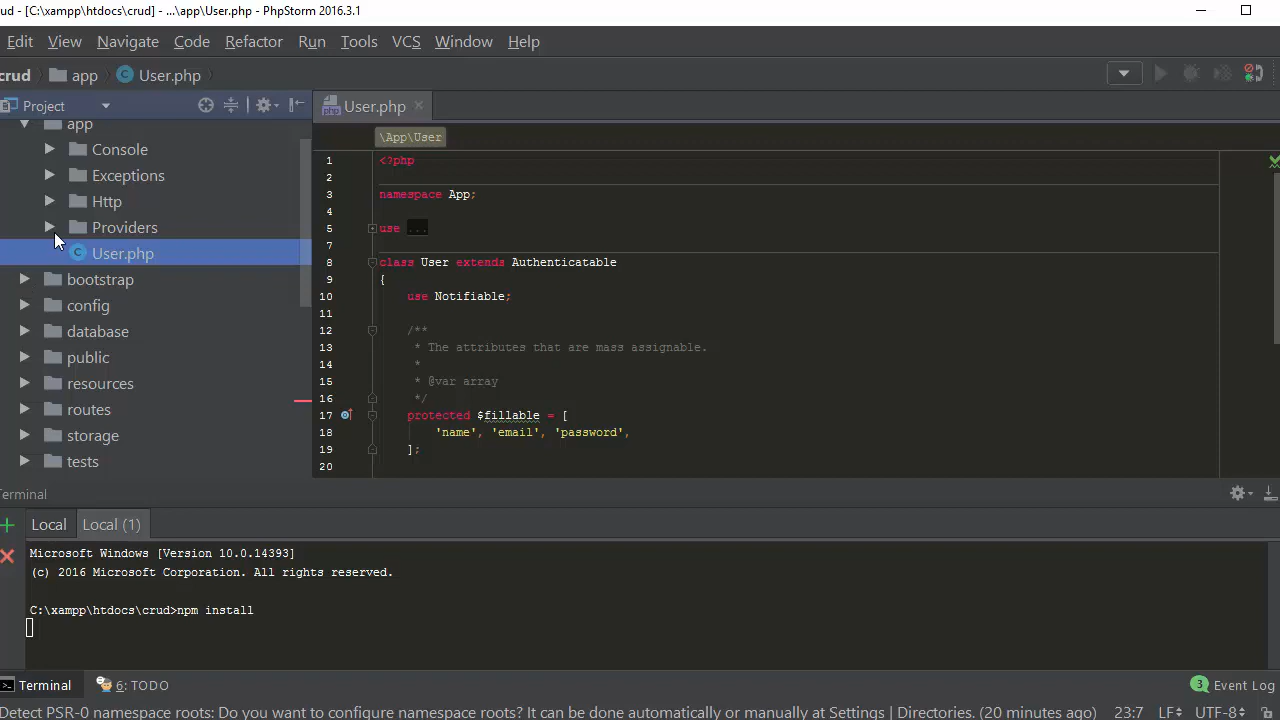 ud - [C:\xampp\htdocs\crud] - ...\app\User.php - PhpStorm 2016.3.1
Edit View Navigate Code Refactor Run Tools VCS Window Help
crud app User.php
Project
User.php
app
Console
Exceptions
Http
Providers
User.php
bootstrap
config
database
public
resources
routes
storage
tests
\App\User
1 <?php
2
3 namespace App;
4
5 use ...
7
8 class User extends Authenticatable
9 {
10 use Notifiable;
11
12 /**
13 * The attributes that are mass assignable.
14 *
15 * @var array
16 */
17 protected $fillable = [
18 'name', 'email', 'password',
19 ];
20
Terminal
Local Local (1)
Microsoft Windows [Version 10.0.14393]
(c) 2016 Microsoft Corporation. All rights reserved.
C:\xampp\htdocs\crud>npm install
Terminal 6: TODO 3 Event Log
Detect PSR-0 namespace roots: Do you want to configure namespace roots? It can be done automatically or manually at Settings | Directories. (20 minutes ago) 23:7 LF UTF-8